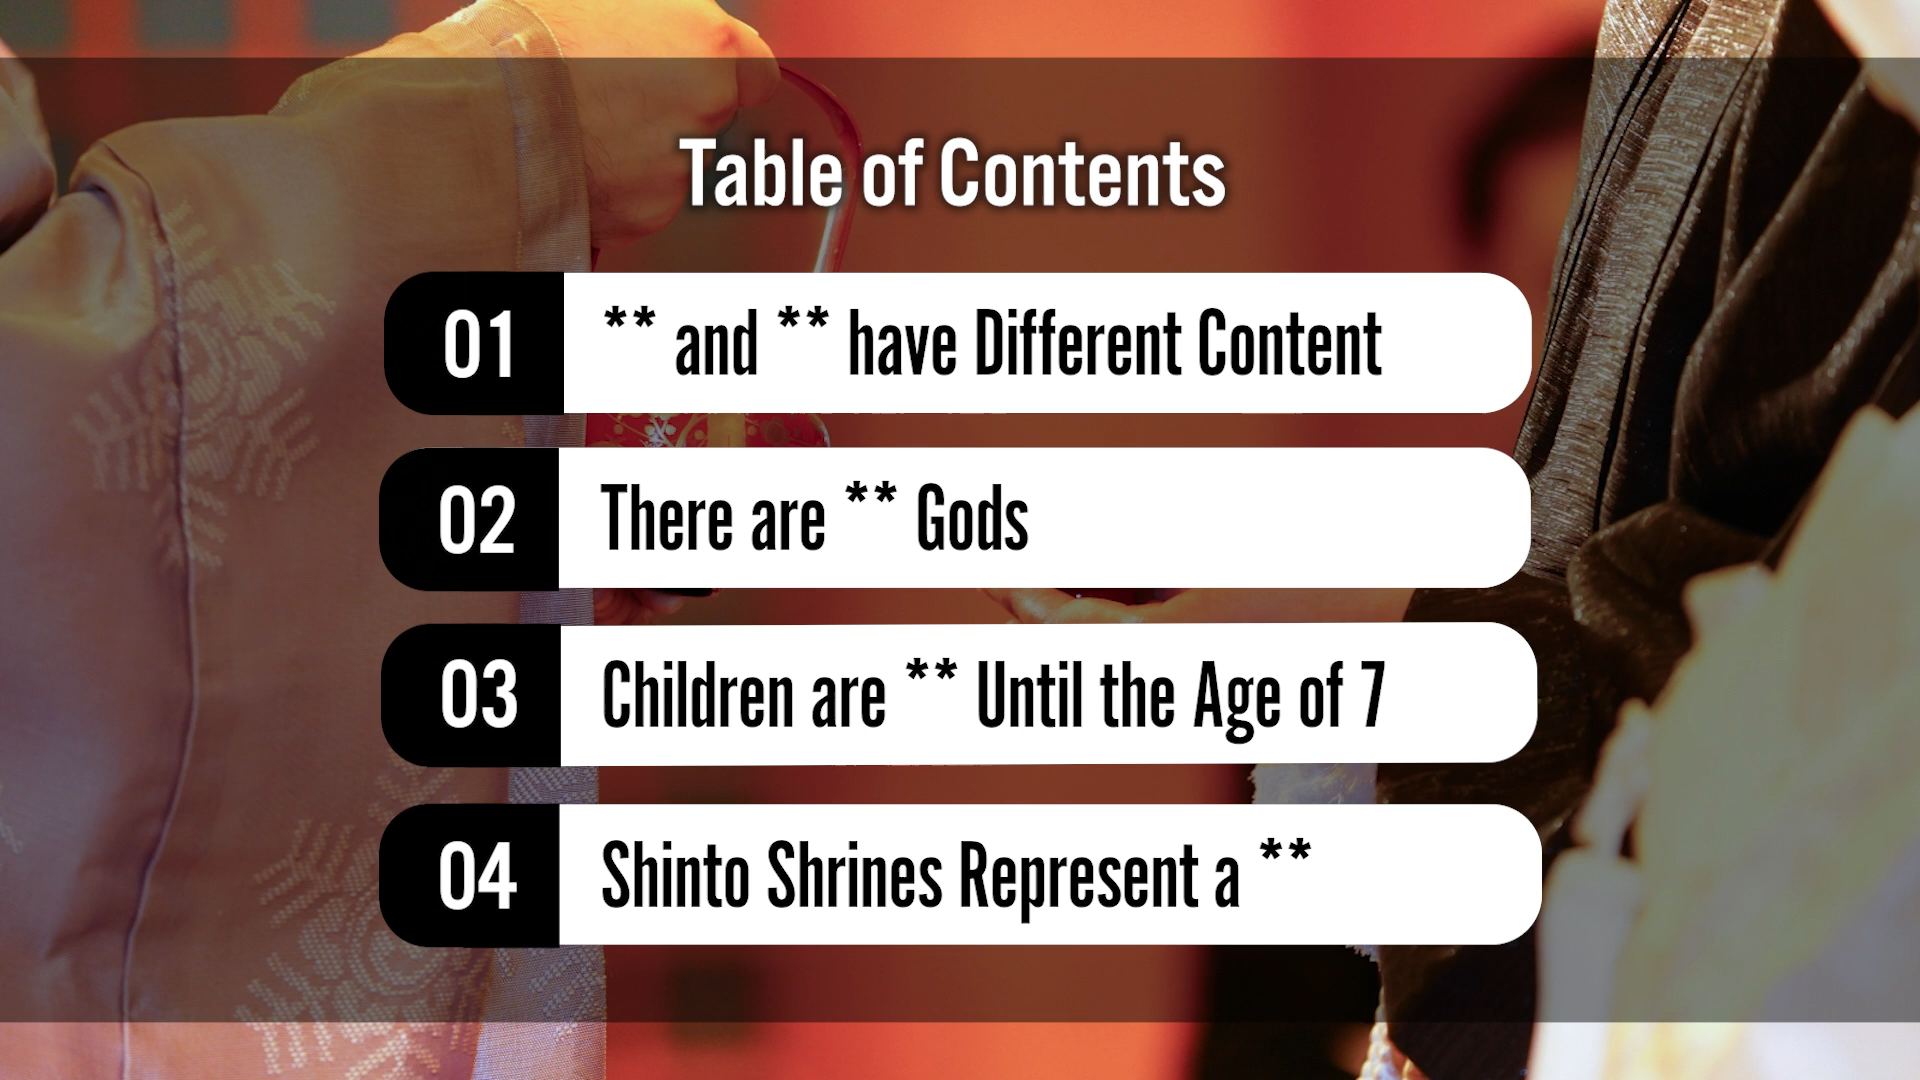 Table of Contents
01 ** and ** have Different Content
02 There are ** Gods
03 Children are ** Until the Age of 7
04 Shinto Shrines Represent a **